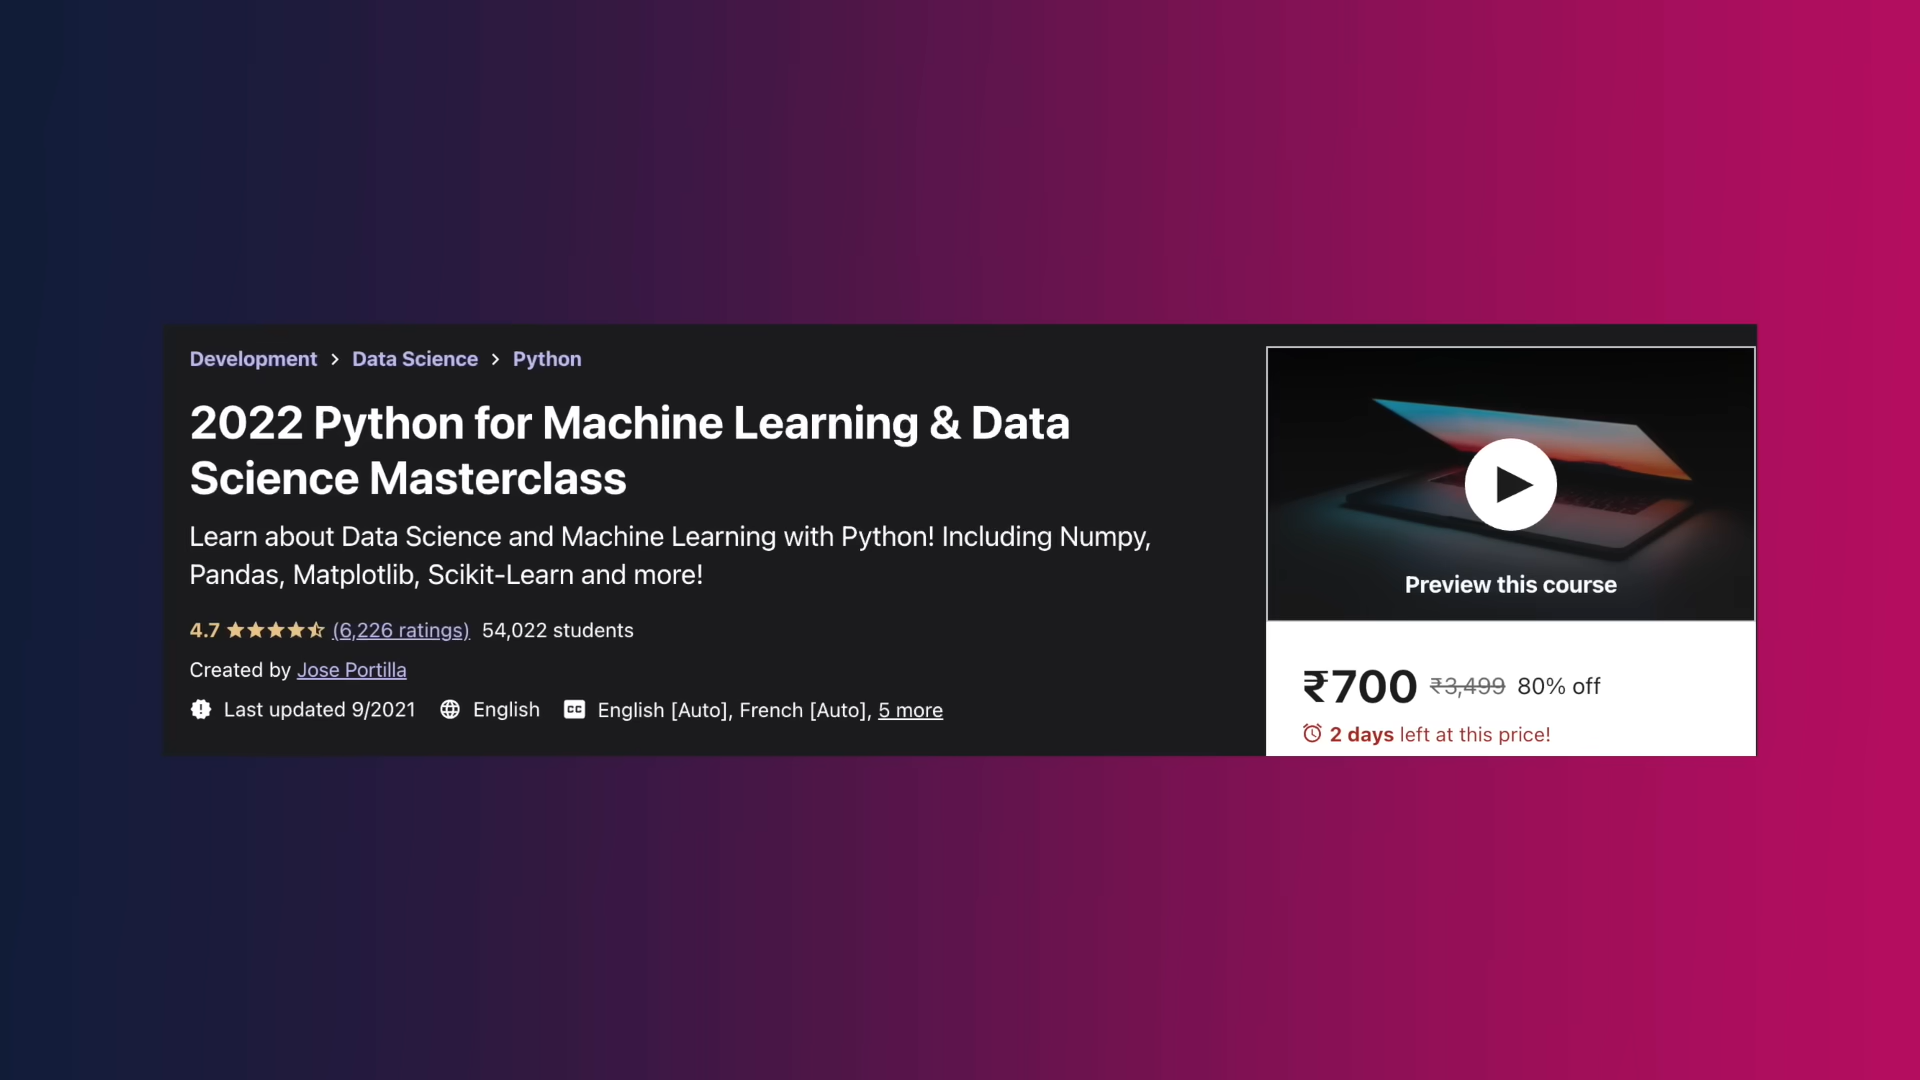 Development > Data Science > Python
2022 Python for Machine Learning & Data
Science Masterclass
Learn about Data Science and Machine Learning with Python! Including Numpy,
Pandas, Matplotlib, Scikit-Learn and more!
4.7 (6,226 ratings) 54,022 students
Created by Jose Portilla
Last updated 9/2021 English CC English [Auto], French [Auto], 5 more
Preview this course
₹700 ₹3,499 80% off
2 days left at this price!